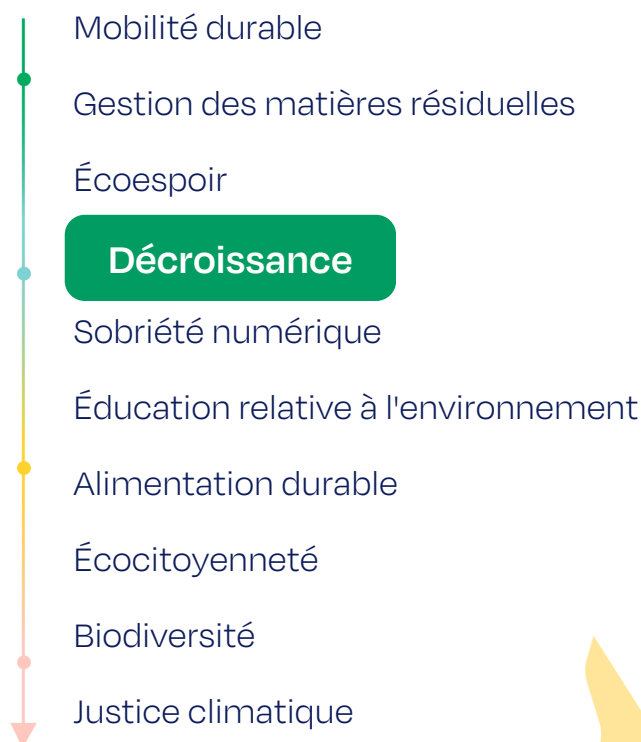 Mobilité durable
Gestion des matières résiduelles
Écoespoir
Décroissance
Sobriété numérique
Éducation relative à l'environnement
Alimentation durable
Écocitoyenneté
Biodiversité
Justice climatique